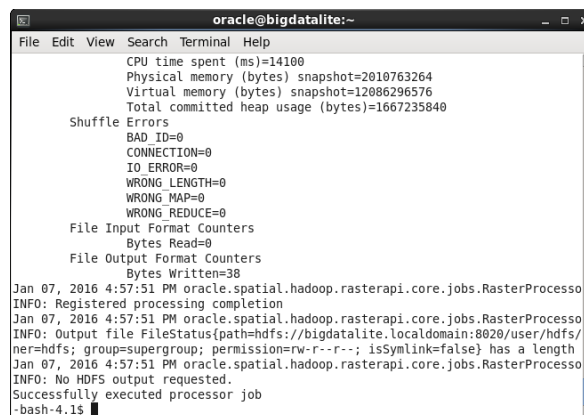 oracle@bigdatalite:~
File Edit View Search Terminal Help
CPU time spent (ms)=14100
Physical memory (bytes) snapshot=2010763264
Virtual memory (bytes) snapshot=12086296576
Total committed heap usage (bytes)=1667235840
Shuffle Errors
BAD_ID=0
CONNECTION=0
IO_ERROR=0
WRONG_LENGTH=0
WRONG_MAP=0
WRONG_REDUCE=0
File Input Format Counters
Bytes Read=0
File Output Format Counters
Bytes Written=38
Jan 07, 2016 4:57:51 PM oracle.spatial.hadoop.rasterapi.core.jobs.RasterProcesso
INFO: Registered processing completion
Jan 07, 2016 4:57:51 PM oracle.spatial.hadoop.rasterapi.core.jobs.RasterProcesso
INFO: Output file FileStatus{path=hdfs://bigdatalite.localdomain:8020/user/hdfs/
ner=hdfs; group=supergroup; permission=rw-r--r--; isSymlink=false} has a length
Jan 07, 2016 4:57:51 PM oracle.spatial.hadoop.rasterapi.core.jobs.RasterProcesso
INFO: No HDFS output requested.
Successfully executed processor job
-bash-4.1$